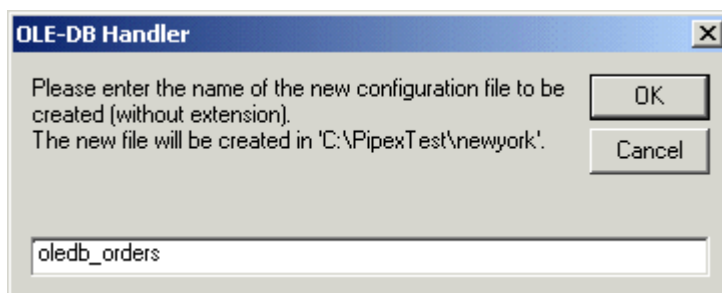 OLE-DB Handler
Please enter the name of the new configuration file to be
created (without extension).
The new file will be created in 'C:\PipexTest\newyork'.
OK
Cancel
oledb_orders